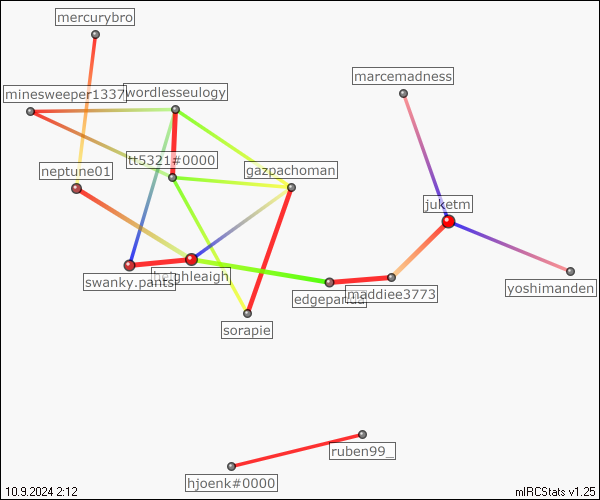 mercurybro
marcemadness
minesweeper1337
wordlesseulogy
tt5321#0000
gazpachoman
neptune01
juketm
swanky.pants
heighleaigh
yoshimanden
edgepanda
maddiee3773
sorapie
ruben99_
hjoenk#0000
10.9.2024 2:12
mIRCStats v1.25